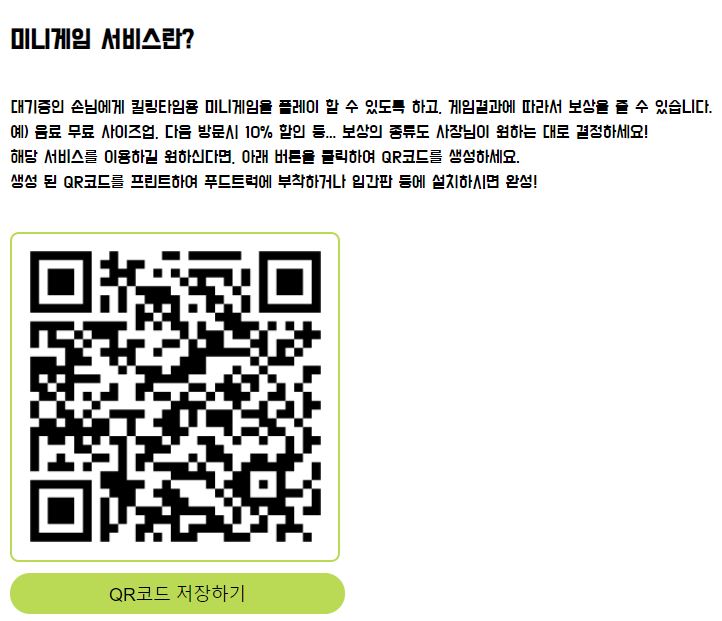 미니게임 서비스란?
대기중인 손님에게 킬링타임용 미니게임을 플레이 할 수 있도록 하고, 게임결과에 따라서 보상을 줄 수 있습니다.
예) 음료 무료 사이즈업, 다음 방문시 10% 할인 등... 보상의 종류도 사장님이 원하는 대로 결정하세요!
해당 서비스를 이용하길 원하신다면, 아래 버튼을 클릭하여 QR코드를 생성하세요.
생성 된 QR코드를 프린트하여 푸드트럭에 부착하거나 입간판 등에 설치하시면 완성!
QR코드 저장하기